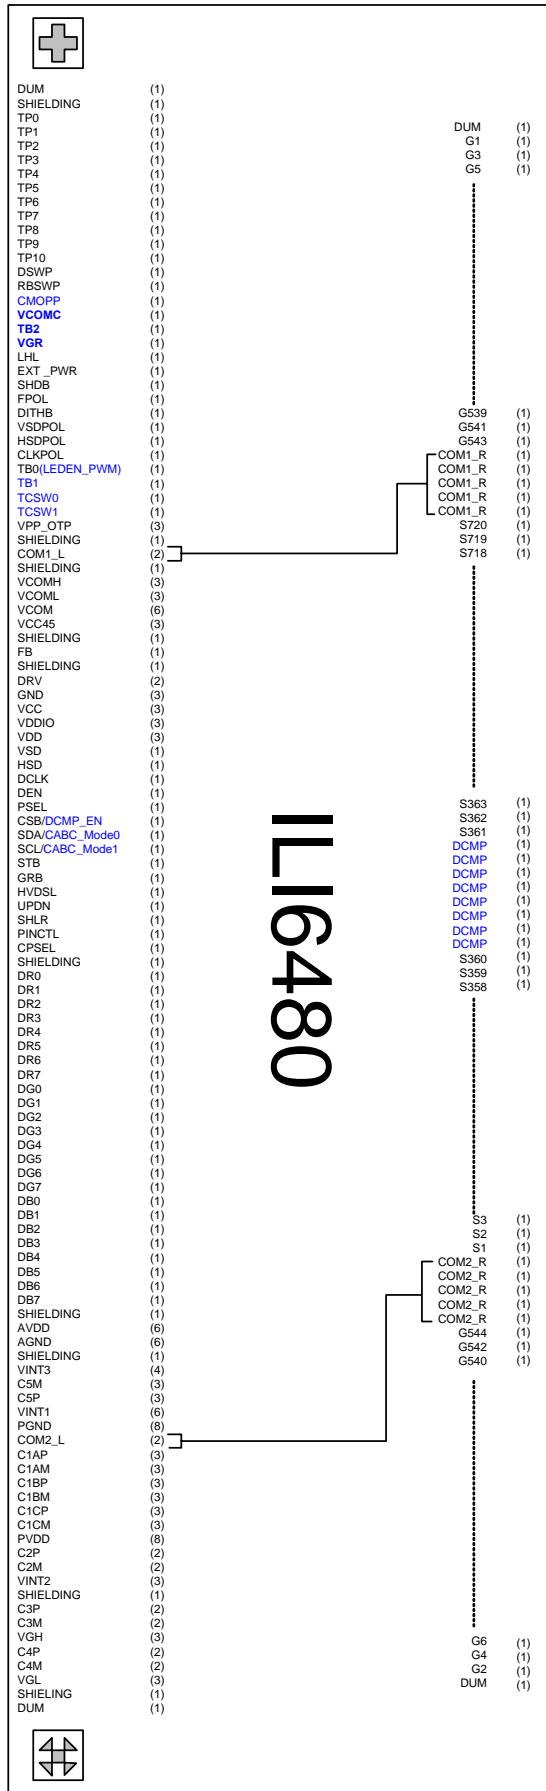 DUM (1)
SHIELDING (1)
TP0 (1)
TP1 (1)
TP2 (1)
TP3 (1)
TP4 (1)
TP5 (1)
TP6 (1)
TP7 (1)
TP8 (1)
TP9 (1)
TP10 (1)
DSWP (1)
RBSWP (1)
CMOPP (1)
VCOMC (1)
TB2 (1)
VGR (1)
LHL (1)
EXT _PWR (1)
SHDB (1)
FPOL (1)
DITHB (1)
VSDPOL (1)
HSDPOL (1)
CLKPOL (1)
TB0(LEDEN_PWM) (1)
TB1 (1)
TCSW0 (1)
TCSW1 (1)
VPP_OTP (3)
SHIELDING (1)
COM1_L (2)
SHIELDING (1)
VCOMH (3)
VCOML (3)
VCOM (6)
VCC45 (3)
SHIELDING (1)
FB (1)
SHIELDING (1)
DRV (2)
GND (3)
VCC (3)
VDDIO (3)
VDD (3)
VSD (1)
HSD (1)
DCLK (1)
DEN (1)
PSEL (1)
CSB/DCMP_EN (1)
SDA/CABC_Mode0 (1)
SCL/CABC_Mode1 (1)
STB (1)
GRB (1)
HVDSL (1)
UPDN (1)
SHLR (1)
PINCTL (1)
CPSEL (1)
SHIELDING (1)
DR0 (1)
DR1 (1)
DR2 (1)
DR3 (1)
DR4 (1)
DR5 (1)
DR6 (1)
DR7 (1)
DG0 (1)
DG1 (1)
DG2 (1)
DG3 (1)
DG4 (1)
DG5 (1)
DG6 (1)
DG7 (1)
DB0 (1)
DB1 (1)
DB2 (1)
DB3 (1)
DB4 (1)
DB5 (1)
DB6 (1)
DB7 (1)
SHIELDING (1)
AVDD (6)
AGND (6)
SHIELDING (1)
VINT3 (4)
C5M (3)
C5P (3)
VINT1 (6)
PGND (8)
COM2_L (2)
C1AP (3)
C1AM (3)
C1BP (3)
C1BM (3)
C1CP (3)
C1CM (3)
PVDD (8)
C2P (2)
C2M (2)
VINT2 (3)
SHIELDING (1)
C3P (2)
C3M (2)
VGH (3)
C4P (2)
C4M (2)
VGL (3)
SHIELING (1)
DUM (1)
ILI6480
DUM (1)
G1 (1)
G3 (1)
G5 (1)
G539 (1)
G541 (1)
G543 (1)
COM1_R (1)
COM1_R (1)
COM1_R (1)
COM1_R (1)
COM1_R (1)
S720 (1)
S719 (1)
S718 (1)
S363 (1)
S362 (1)
S361 (1)
DCMP (1)
DCMP (1)
DCMP (1)
DCMP (1)
DCMP (1)
DCMP (1)
DCMP (1)
DCMP (1)
S360 (1)
S359 (1)
S358 (1)
S3 (1)
S2 (1)
S1 (1)
COM2_R (1)
COM2_R (1)
COM2_R (1)
COM2_R (1)
COM2_R (1)
G544 (1)
G542 (1)
G540 (1)
G6 (1)
G4 (1)
G2 (1)
DUM (1)